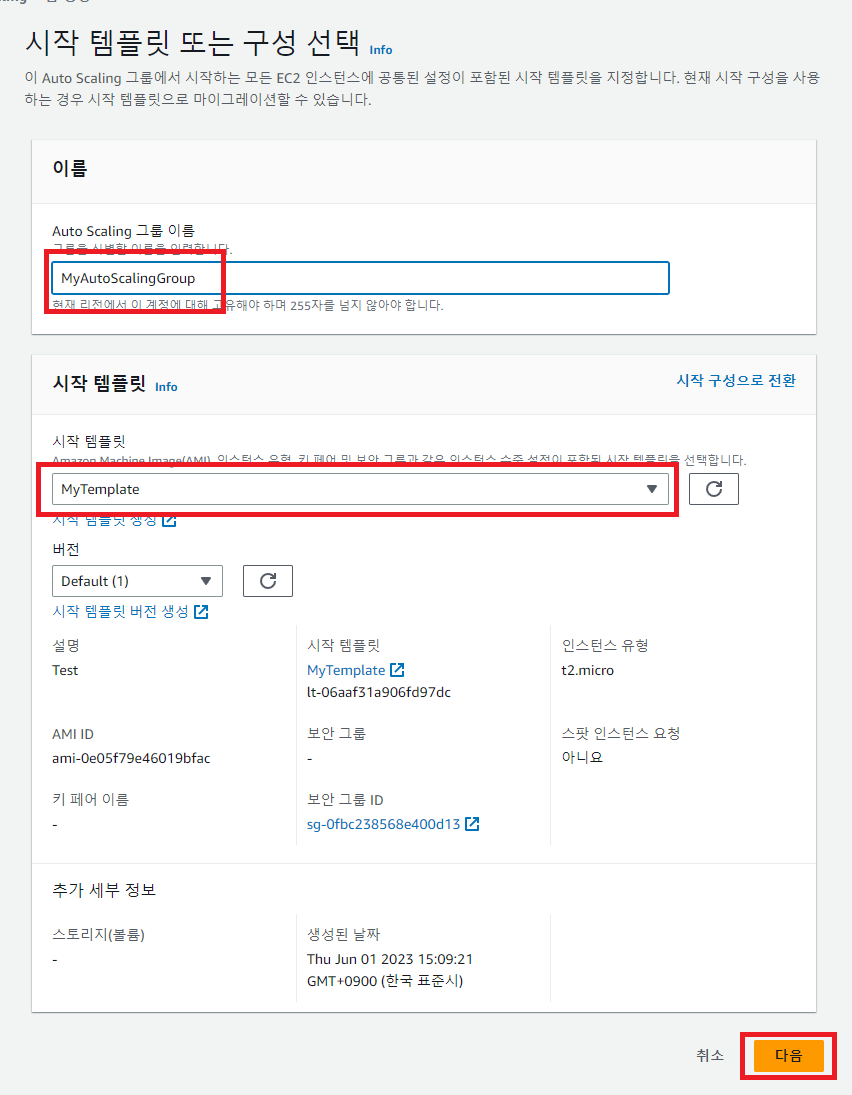 시작 템플릿 또는 구성 선택 Info
이 Auto Scaling 그룹에서 시작하는 모든 EC2 인스턴스에 공통된 설정이 포함된 시작 템플릿을 지정합니다. 현재 시작 구성을 사용
하는 경우 시작 템플릿으로 마이그레이션할 수 있습니다.
이름
Auto Scaling 그룹 이름
그룹을 식별할 이름을 입력합니다.
MyAutoScalingGroup
현재 리전에서 이 계정에 대해 고유해야 하며 255자를 넘지 않아야 합니다.
시작 템플릿 Info
시작 구성으로 전환
시작 템플릿
Amazon Machine Image(AMI), 인스턴스 유형, 키 페어 및 보안 그룹과 같은 인스턴스 수준 설정이 포함된 시작 템플릿을 선택합니다.
MyTemplate
시작 템플릿 생성
버전
Default (1)
시작 템플릿 버전 생성
설명
Test
시작 템플릿
MyTemplate
lt-06aaf31a906fd97dc
인스턴스 유형
t2.micro
AMI ID
ami-0e05f79e46019bfac
보안 그룹
-
스팟 인스턴스 요청
아니요
키 페어 이름
-
보안 그룹 ID
sg-0fbc238568e400d13
추가 세부 정보
스토리지(볼륨)
-
생성된 날짜
Thu Jun 01 2023 15:09:21
GMT+0900 (한국 표준시)
취소
다음